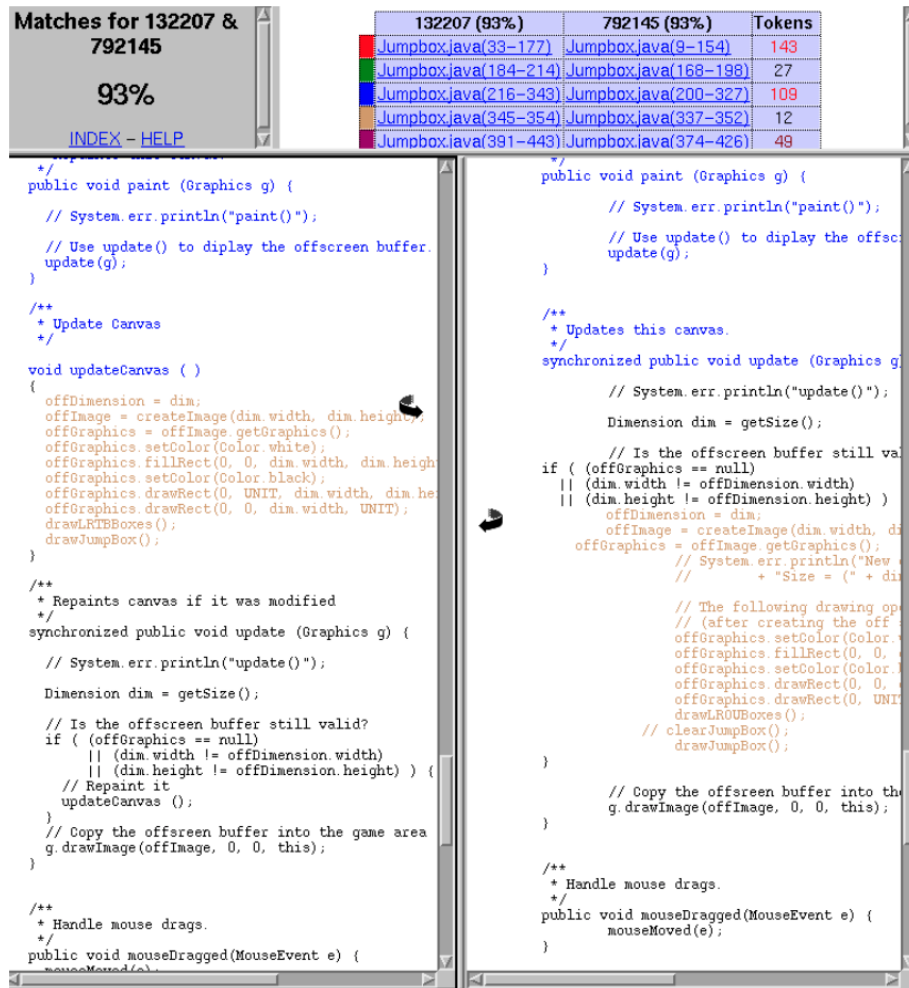 Matches for 132207 &
792145
93%
INDEX - HELP
132207 (93%) 792145 (93%) Tokens
Jumpbox.java(33-177) Jumpbox.java(9-154) 143
Jumpbox.java(184-214) Jumpbox.java(168-198) 27
Jumpbox.java(216-343) Jumpbox.java(200-327) 109
Jumpbox.java(345-354) Jumpbox.java(337-352) 12
Jumpbox.java(391-443) Jumpbox.java(374-426) 49
*/
public void paint (Graphics g) {
// System.err.println("paint()");
// Use update() to diplay the offscreen buffer.
update(g);
}
/**
* Update Canvas
*/
void updateCanvas ( )
{
offDimension = dim;
offImage = createImage(dim.width, dim.height);
offGraphics = offImage.getGraphics();
offGraphics.setColor(Color.white);
offGraphics.fillRect(0, 0, dim.width, dim.heigh
offGraphics.setColor(Color.black);
offGraphics.drawRect(0, UNIT, dim.width, dim.he
offGraphics.drawRect(0, 0, dim.width, UNIT);
drawLRTBBoxes();
drawJumpBox();
}
/**
* Repaints canvas if it was modified
*/
synchronized public void update (Graphics g) {
// System.err.println("update()");
Dimension dim = getSize();
// Is the offscreen buffer still valid?
if ( (offGraphics == null)
|| (dim.width != offDimension.width)
|| (dim.height != offDimension.height) ) {
// Repaint it
updateCanvas ();
}
// Copy the offsreen buffer into the game area
g.drawImage(offImage, 0, 0, this);
}
/**
* Handle mouse drags.
*/
public void mouseDragged(MouseEvent e) {
mouseMoved(e);
*/
public void paint (Graphics g) {
// System.err.println("paint()");
// Use update() to diplay the offsc
update(g);
}
/**
* Updates this canvas.
*/
synchronized public void update (Graphics g)
// System.err.println("update()");
Dimension dim = getSize();
// Is the offscreen buffer still val
if ( (offGraphics == null)
|| (dim.width != offDimension.width)
|| (dim.height != offDimension.height) )
offDimension = dim;
offImage = createImage(dim.width, di
offGraphics = offImage.getGraphics();
// System.err.println("New
// + "Size = (" + dim
// The following drawing ope
// (after creating the off s
offGraphics.setColor(Color.
offGraphics.fillRect(0, 0,
offGraphics.setColor(Color.
offGraphics.drawRect(0, 0,
offGraphics.drawRect(0, UNIT
drawLROUBoxes();
// clearJumpBox();
drawJumpBox();
}
// Copy the offsreen buffer into the
g.drawImage(offImage, 0, 0, this);
}
/**
* Handle mouse drags.
*/
public void mouseDragged(MouseEvent e) {
mouseMoved(e);
}